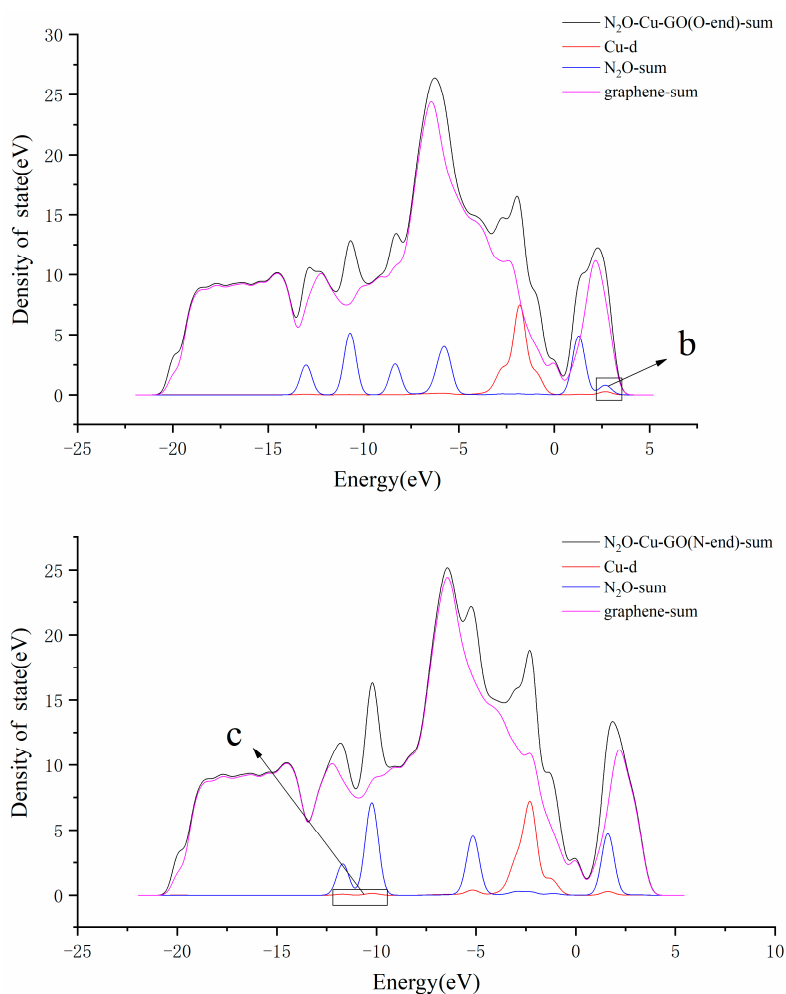 N₂O-Cu-GO(O-end)-sum
Cu-d
N₂O-sum
graphene-sum
Density of state(eV)
30
25
20
15
10
5
0
b
-25 -20 -15 -10 -5 0 5
Energy(eV)
N₂O-Cu-GO(N-end)-sum
Cu-d
N₂O-sum
graphene-sum
Density of state(eV)
25
20
15
10
5
0
c
-25 -20 -15 -10 -5 0 5 10
Energy(eV)